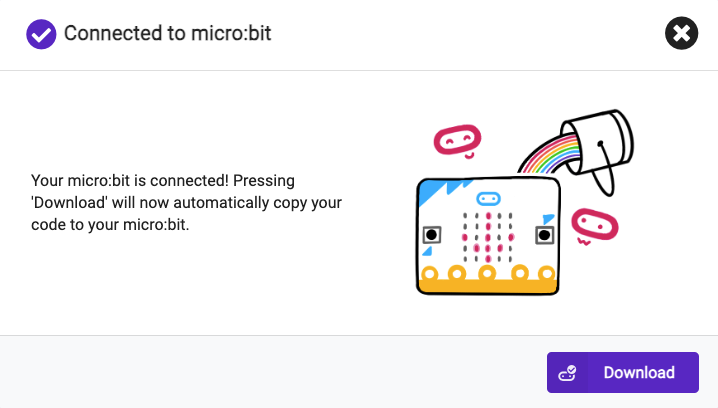 Connected to micro:bit
Your micro:bit is connected! Pressing
'Download' will now automatically copy your
code to your micro:bit.
Download